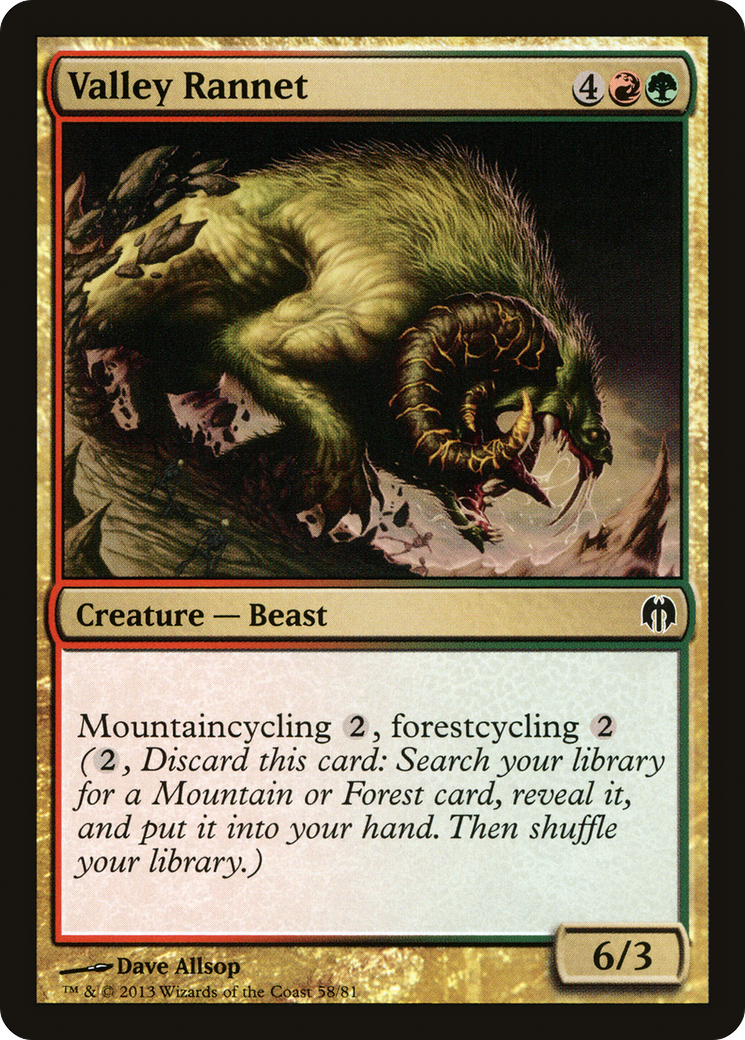 Valley Rannet 4
Creature — Beast
Mountaincycling 2, forestcycling 2
(2, Discard this card: Search your library
for a Mountain or Forest card, reveal it,
and put it into your hand. Then shuffle
your library.)
6/3
Dave Allsop
™ & © 2013 Wizards of the Coast 58/81